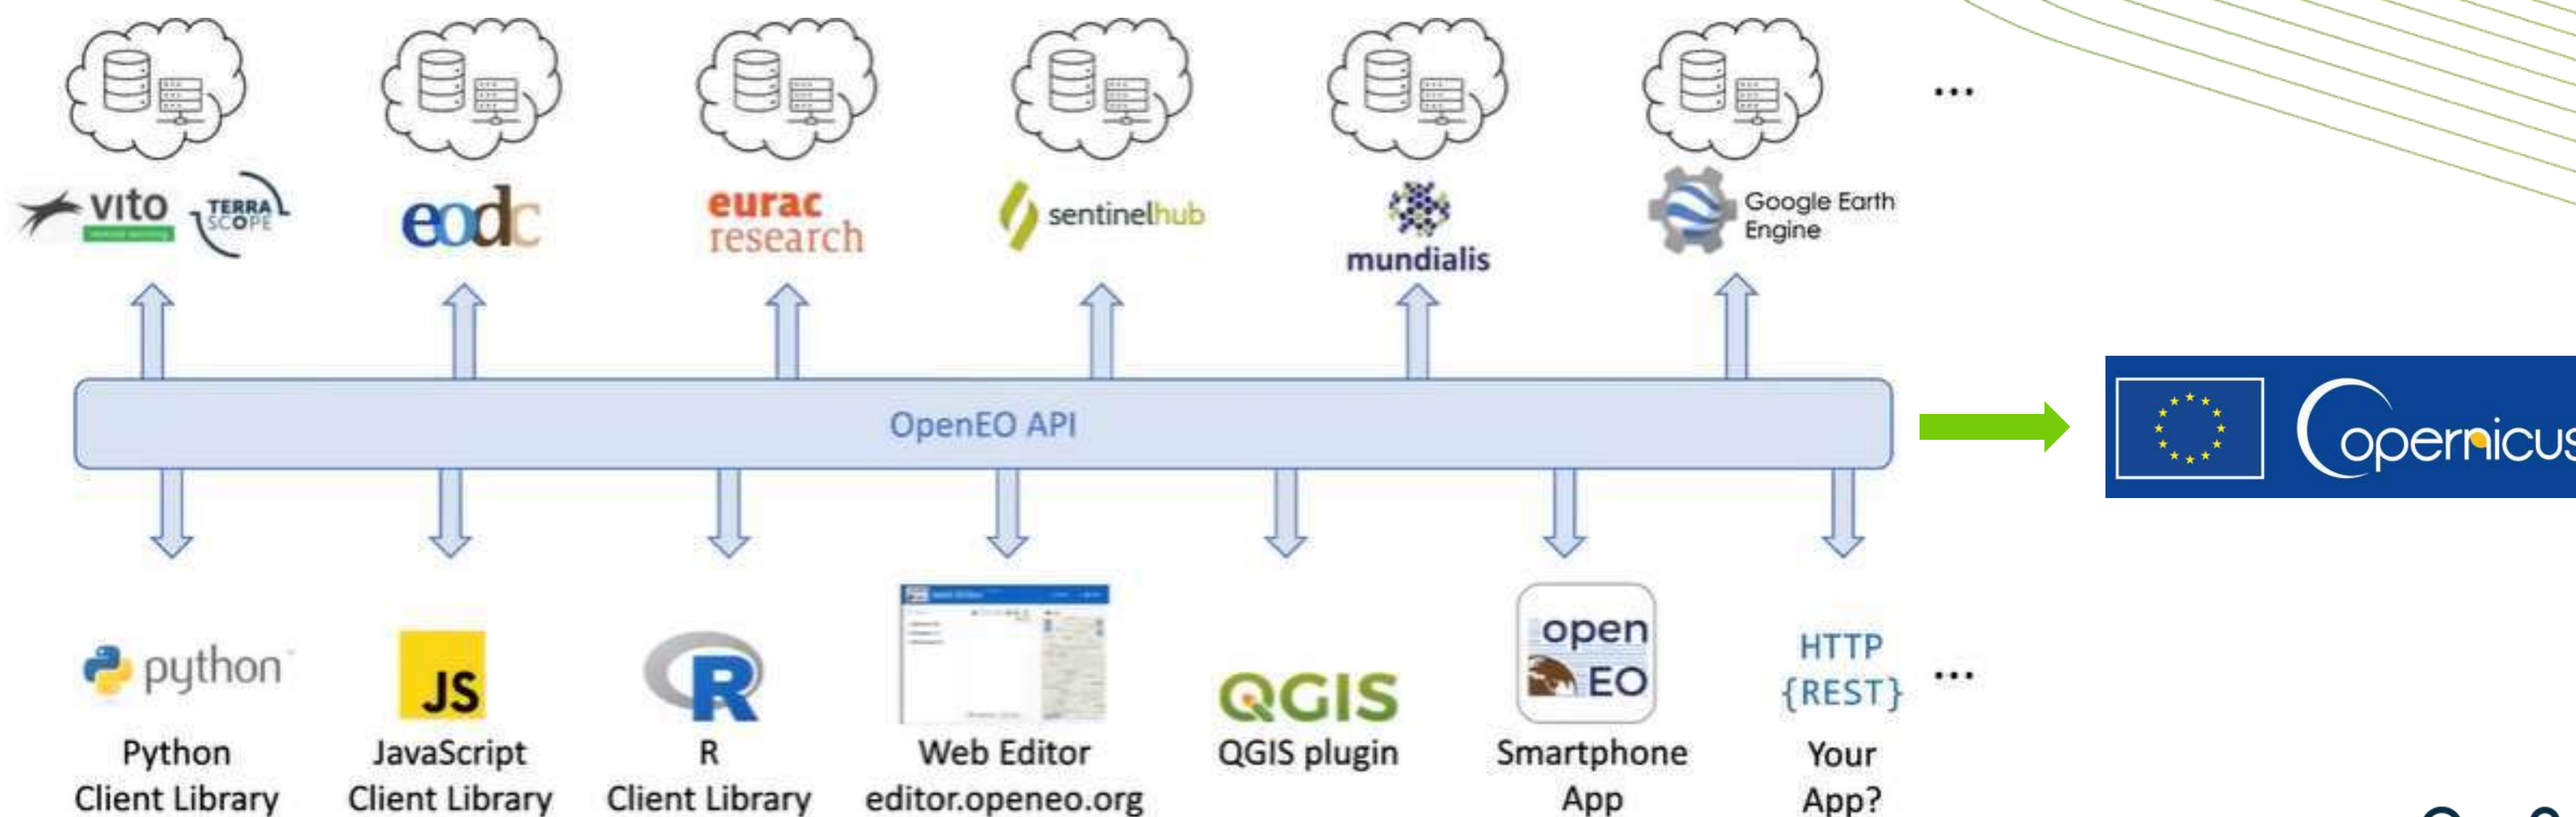 ...
vito
TERRA
SCOPE
eodc
eurac
research
sentinelhub
mundialis
Google Earth
Engine
OpenEO API
opernicus
python
JS
R
QGIS
open
EO
HTTP
{REST}
...
Python
Client Library
JavaScript
Client Library
R
Client Library
Web Editor
editor.openeo.org
QGIS plugin
Smartphone
App
Your
App?